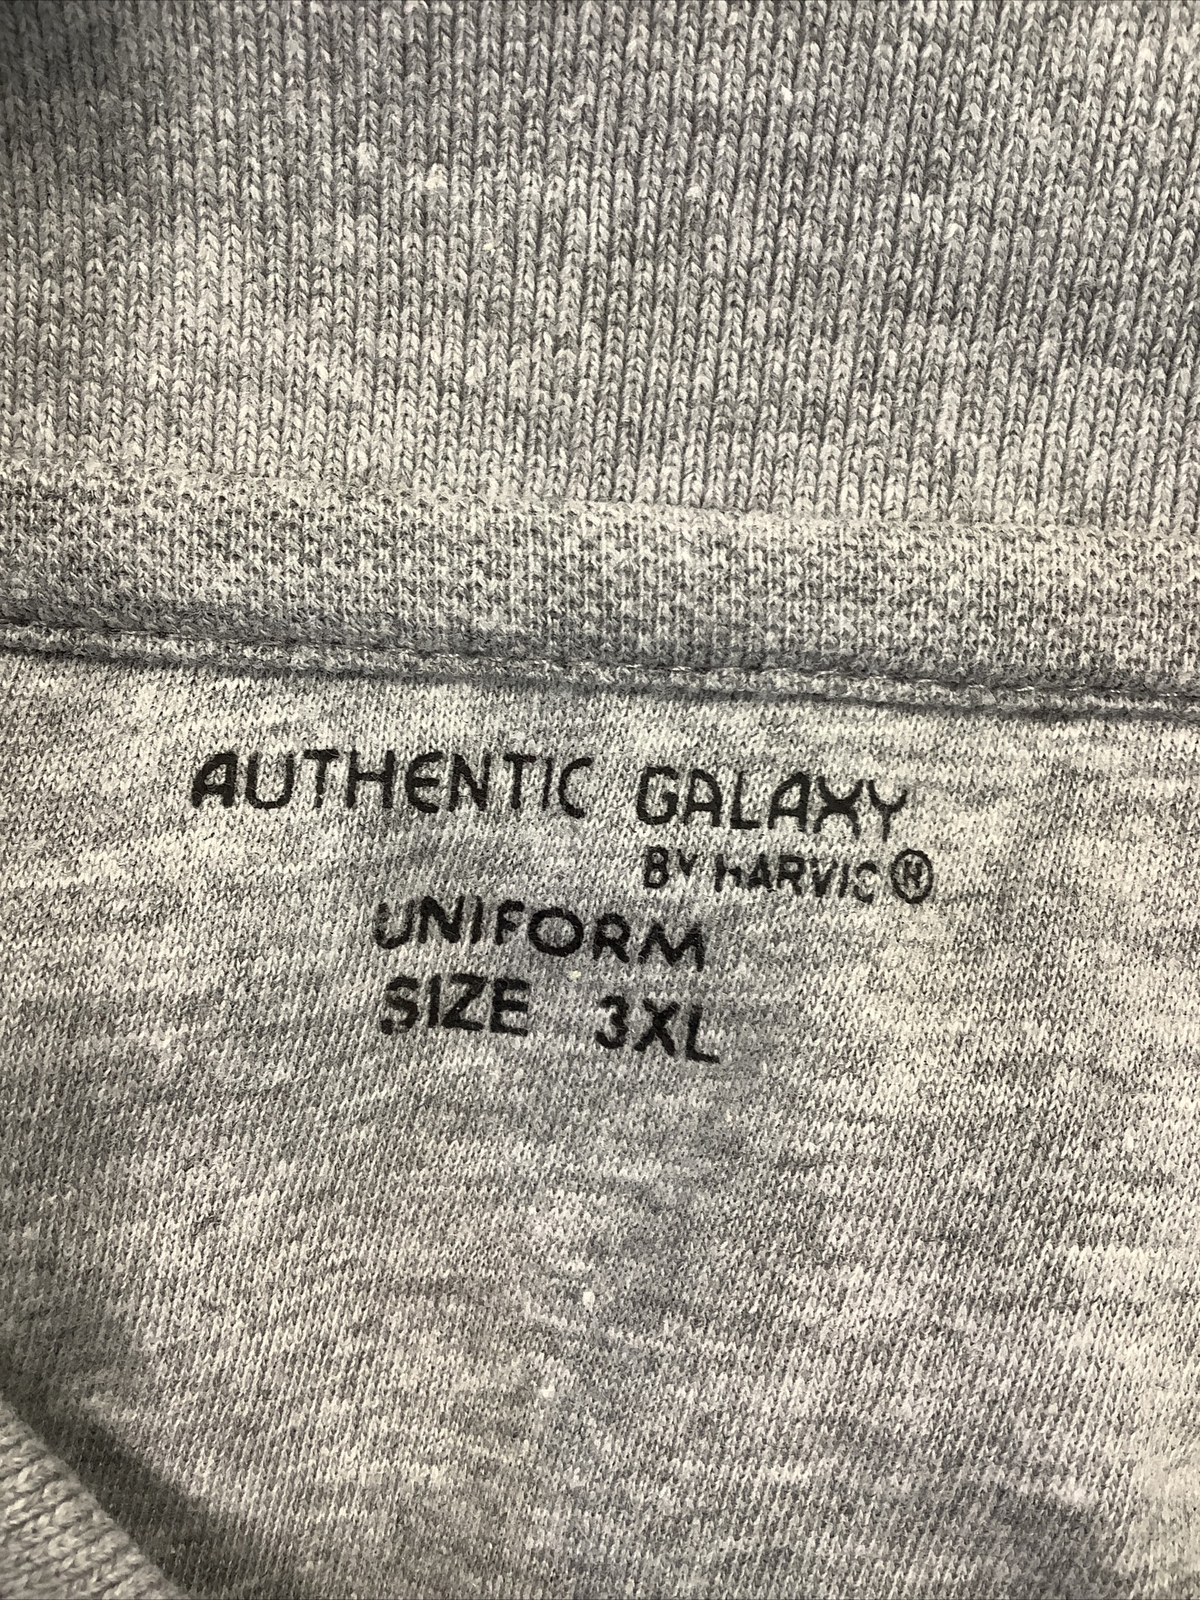 AUTHENTIC GALAXY
BY HARVIC®
UNIFORM
SIZE 3XL